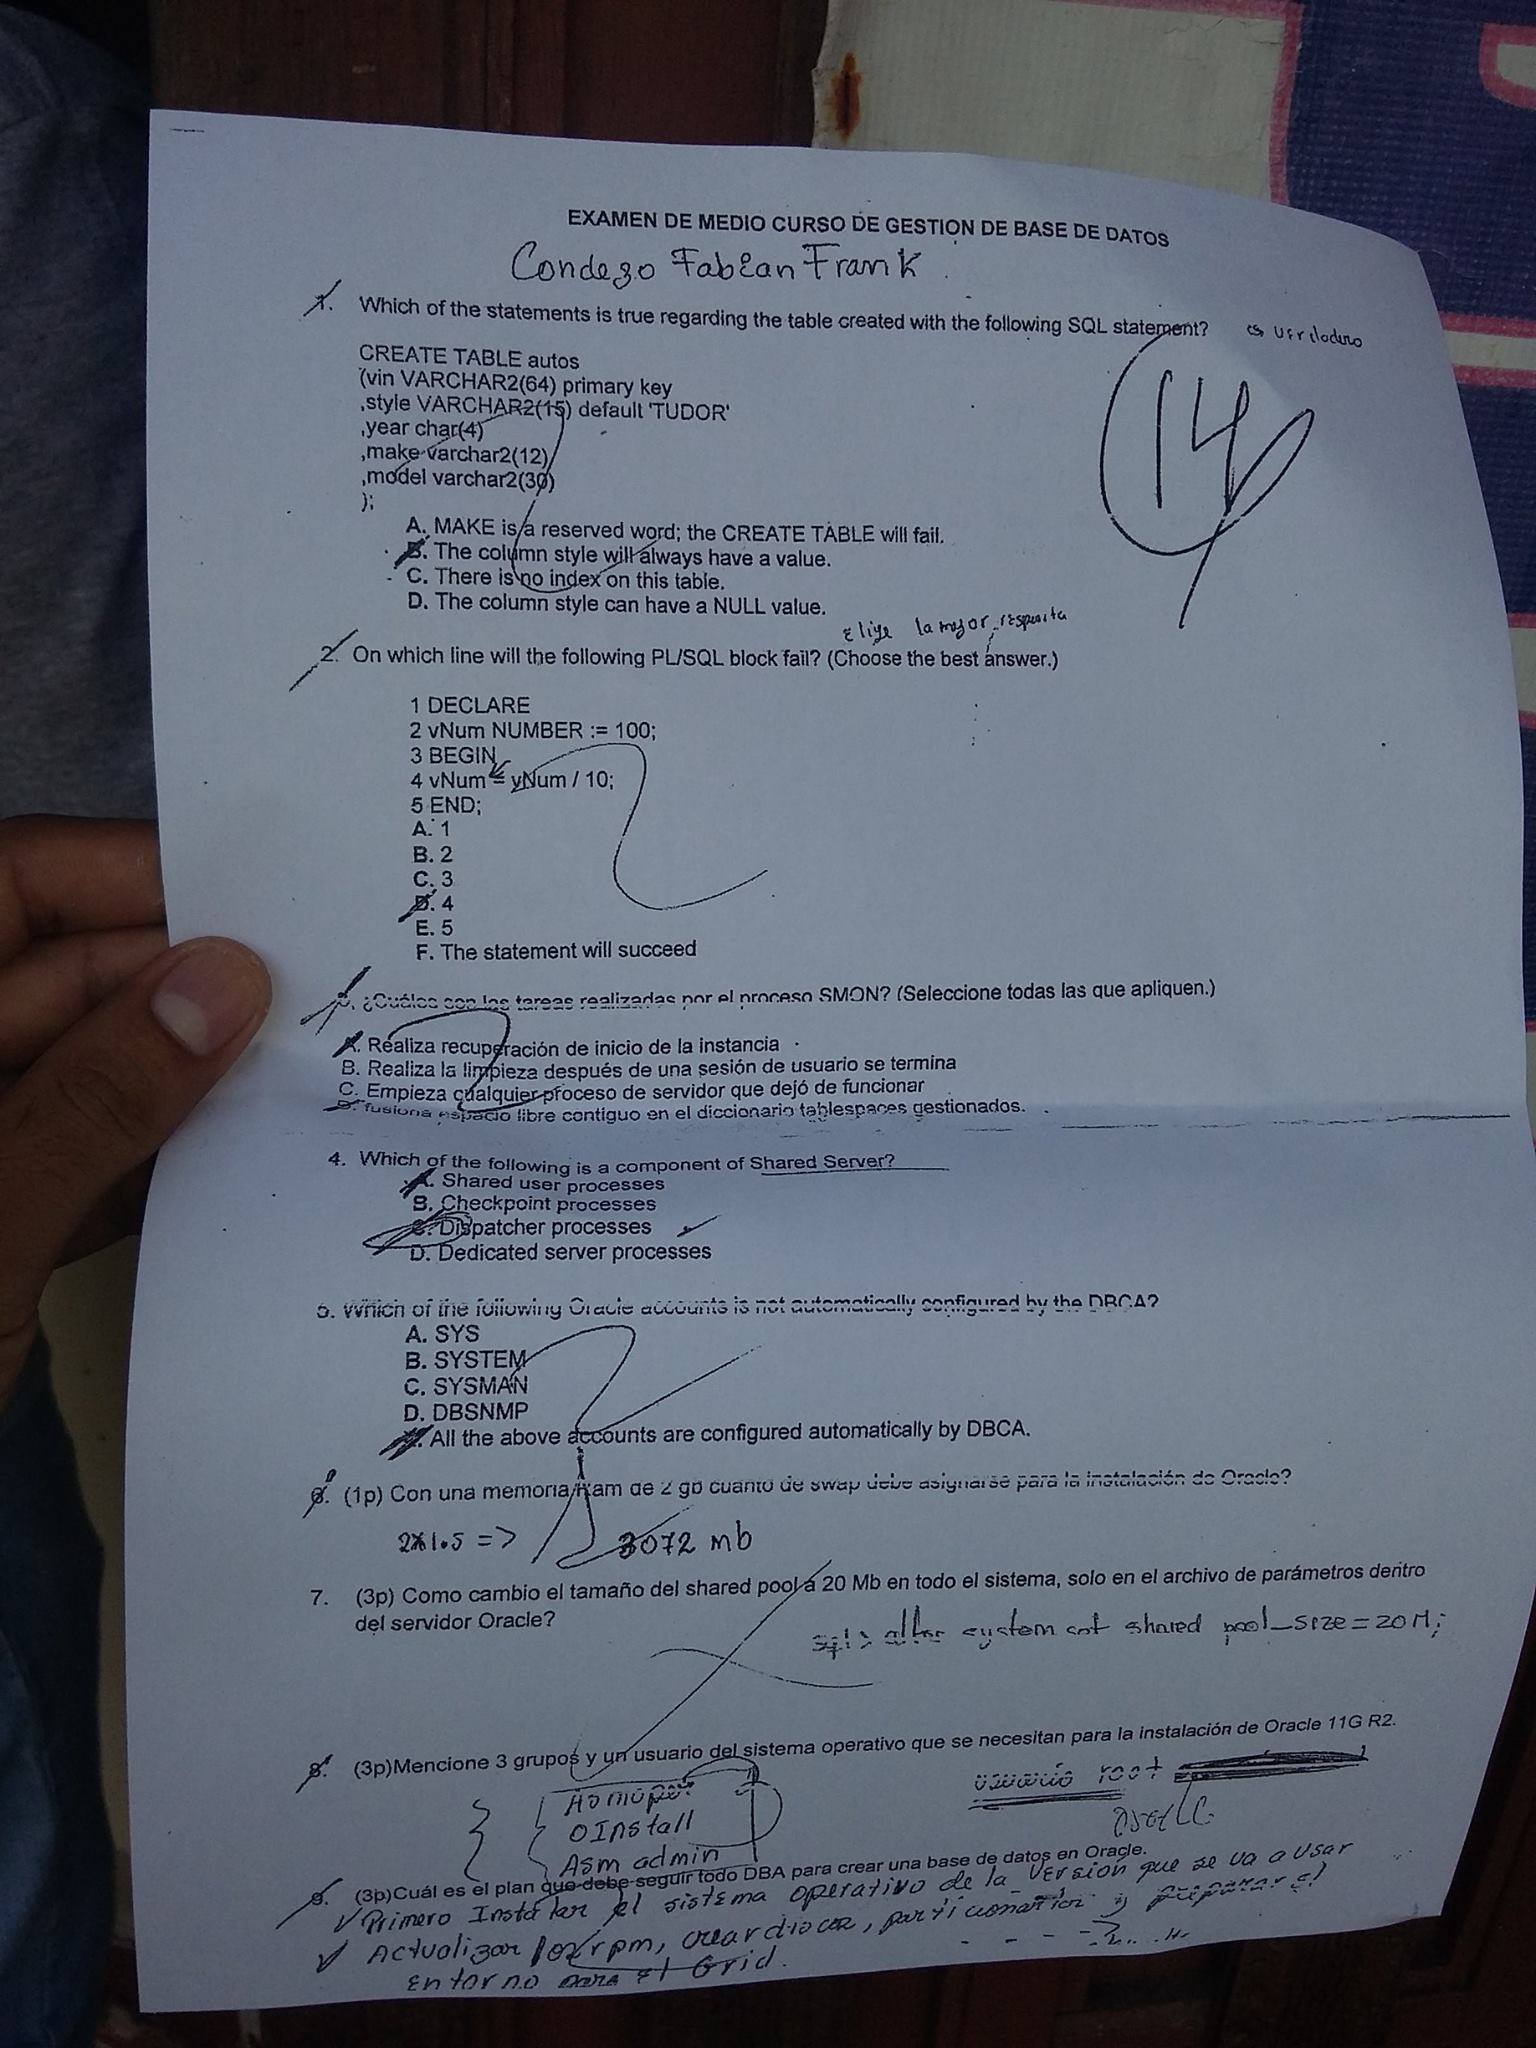 EXAMEN DE MEDIO CURSO DE GESTION DE BASE DE DATOS
Condezo Fabian Frank
1. Which of the statements is true regarding the table created with the following SQL statement? es verdadero
CREATE TABLE autos
(vin VARCHAR2(64) primary key
,style VARCHAR2(15) default 'TUDOR'
,year char(4)
,make varchar2(12)
,model varchar2(30)
);
14
A. MAKE is a reserved word; the CREATE TABLE will fail.
B. The column style will always have a value.
C. There is no index on this table.
D. The column style can have a NULL value.
Elige la mejor respuesta
2. On which line will the following PL/SQL block fail? (Choose the best answer.)
1 DECLARE
2 vNum NUMBER := 100;
3 BEGIN
4 vNum = vNum / 10;
5 END;
A. 1
B. 2
C. 3
D. 4
E. 5
F. The statement will succeed
2
3. ¿Cuáles son las tareas realizadas por el proceso SMON? (Seleccione todas las que apliquen.)
A. Realiza recuperación de inicio de la instancia
B. Realiza la limpieza después de una sesión de usuario se termina
C. Empieza cualquier proceso de servidor que dejó de funcionar
D. fusiona espacio libre contiguo en el diccionario tablespaces gestionados.
4. Which of the following is a component of Shared Server?
A. Shared user processes
B. Checkpoint processes
C. Dispatcher processes
D. Dedicated server processes
5. Which of the following Oracle accounts is not automatically configured by the DBCA?
A. SYS
B. SYSTEM
C. SYSMAN
D. DBSNMP
All the above accounts are configured automatically by DBCA.
6. (1p) Con una memoria Ram de 2 gb cuanto de swap debe asignarse para la instalación de Oracle?
2*1.5 => 3072 mb
7. (3p) Como cambio el tamaño del shared pool a 20 Mb en todo el sistema, solo en el archivo de parámetros dentro
del servidor Oracle?
sql> alter system set shared pool_size=20M;
8. (3p)Mencione 3 grupos y un usuario del sistema operativo que se necesitan para la instalación de Oracle 11G R2.
usuario root
OInstall
Asm admin
9. (3p)Cuál es el plan que debe seguir todo DBA para crear una base de datos en Oracle.
Primero Instalar el sistema operativo de la versión que se va a usar
Actualizar los rpm, crear discos, particionarlos y preparar el
entorno para el Grid.